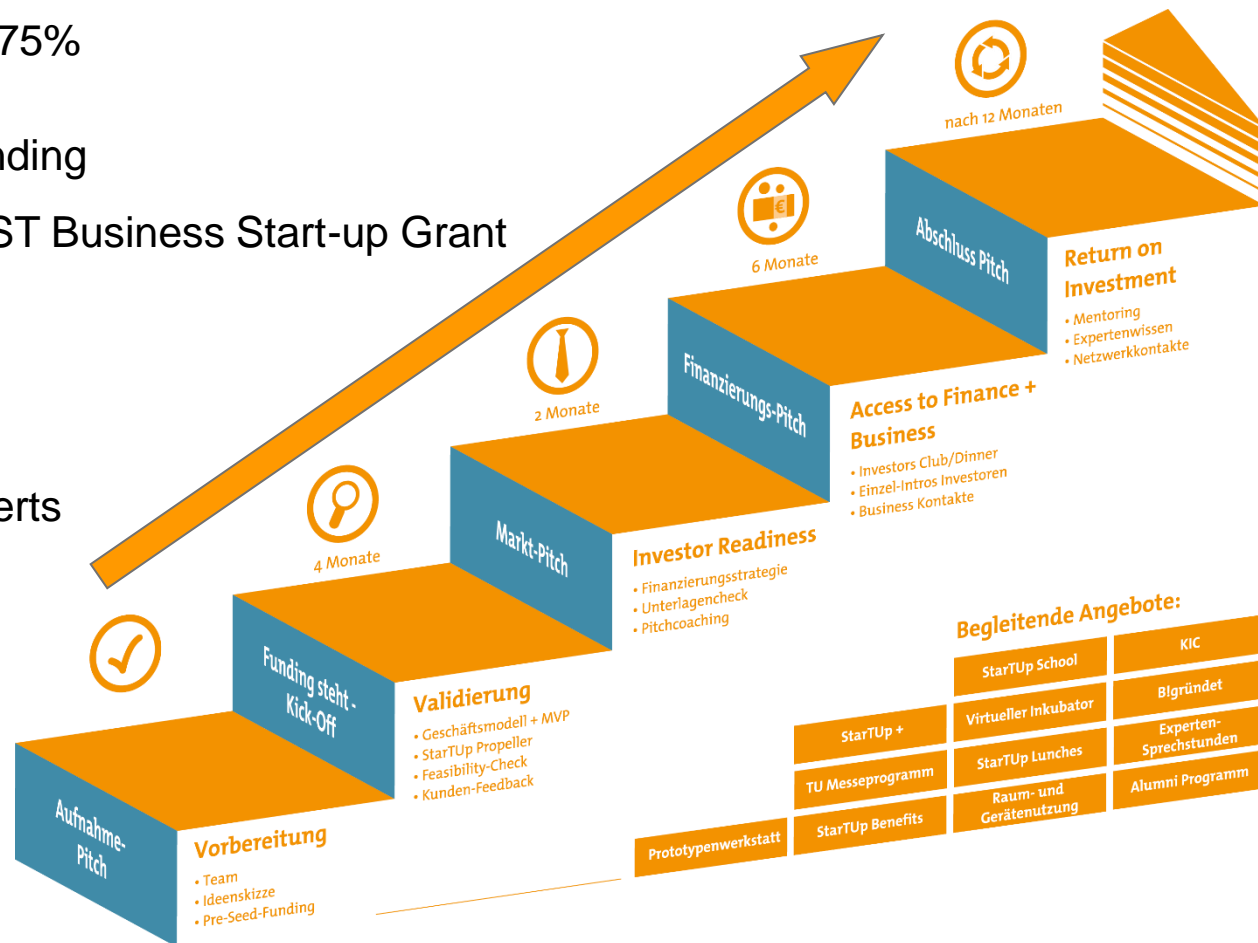 75%
nding
ST Business Start-up Grant
erts
nach 12 Monaten
6 Monate
2 Monate
4 Monate
Aufnahme-
Pitch
Vorbereitung
• Team
• Ideenskizze
• Pre-Seed-Funding
Funding steht -
Kick-Off
Validierung
• Geschäftsmodell + MVP
• StarTUp Propeller
• Feasibility-Check
• Kunden-Feedback
Markt-Pitch
Investor Readiness
• Finanzierungsstrategie
• Unterlagencheck
• Pitchcoaching
Finanzierungs-Pitch
Access to Finance +
Business
• Investors Club/Dinner
• Einzel-Intros Investoren
• Business Kontakte
Abschluss Pitch
Return on
Investment
• Mentoring
• Expertenwissen
• Netzwerkkontakte
Begleitende Angebote:
StarTUp School
KIC
StarTUp +
Virtueller Inkubator
B!gründet
TU Messeprogramm
StarTUp Lunches
Experten-
Sprechstunden
Prototypenwerkstatt
StarTUp Benefits
Raum- und
Gerätenutzung
Alumni Programm